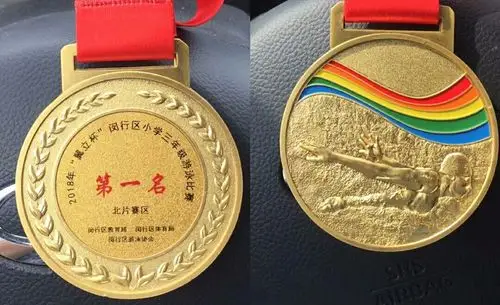 2018年“立杯”闵行区小学三年级游泳比赛
第一名
北片赛区
闵行区教育局 闵行区体育局
闵行区游泳协会